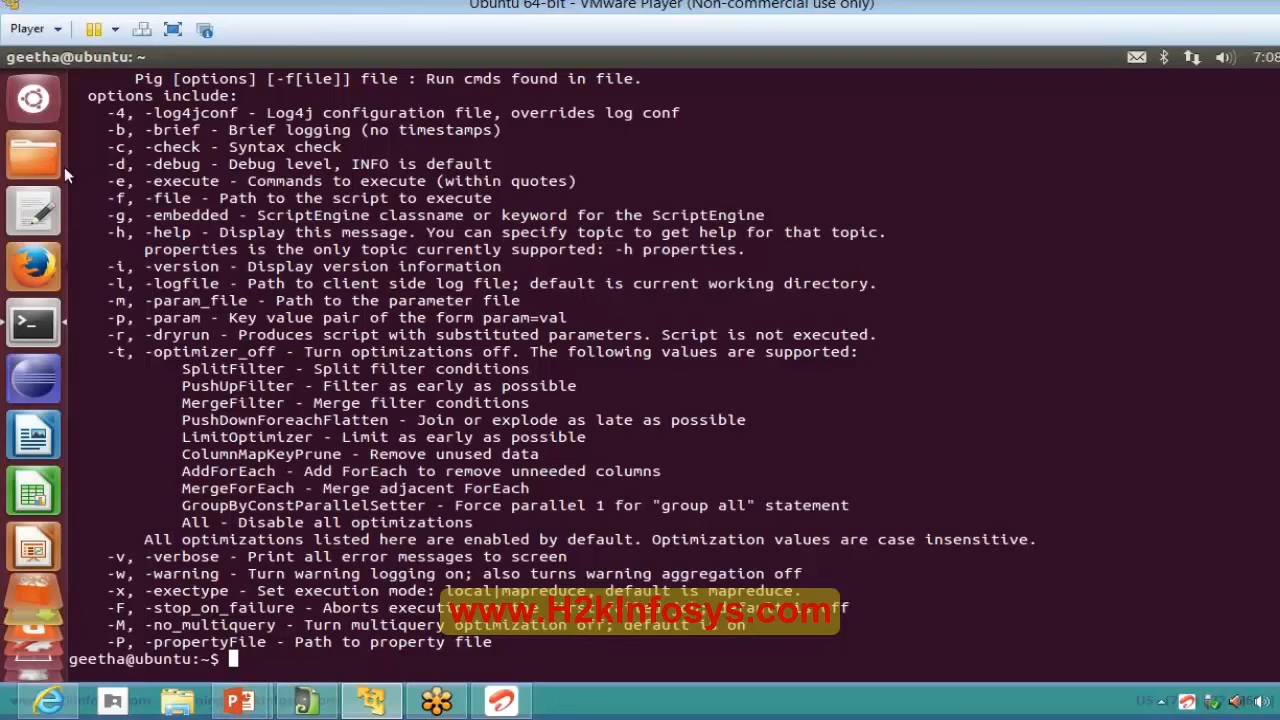 Ubuntu 64-bit - VMware Player (Non-commercial use only)
Player
geetha@ubuntu: ~
7:08
Pig [options] [-f[ile]] file : Run cmds found in file.
options include:
-4, -log4jconf - Log4j configuration file, overrides log conf
-b, -brief - Brief logging (no timestamps)
-c, -check - Syntax check
-d, -debug - Debug level, INFO is default
-e, -execute - Commands to execute (within quotes)
-f, -file - Path to the script to execute
-g, -embedded - ScriptEngine classname or keyword for the ScriptEngine
-h, -help - Display this message. You can specify topic to get help for that topic.
properties is the only topic currently supported: -h properties.
-i, -version - Display version information
-l, -logfile - Path to client side log file; default is current working directory.
-m, -param_file - Path to the parameter file
-p, -param - Key value pair of the form param=val
-r, -dryrun - Produces script with substituted parameters. Script is not executed.
-t, -optimizer_off - Turn optimizations off. The following values are supported:
SplitFilter - Split filter conditions
PushUpFilter - Filter as early as possible
MergeFilter - Merge filter conditions
PushDownForeachFlatten - Join or explode as late as possible
LimitOptimizer - Limit as early as possible
ColumnMapKeyPrune - Remove unused data
AddForEach - Add ForEach to remove unneeded columns
MergeForEach - Merge adjacent ForEach
GroupByConstParallelSetter - Force parallel 1 for "group all" statement
All - Disable all optimizations
All optimizations listed here are enabled by default. Optimization values are case insensitive.
-v, -verbose - Print all error messages to screen
-w, -warning - Turn warning logging on; also turns warning aggregation off
-x, -exectype - Set execution mode: local|mapreduce, default is mapreduce.
-F, -stop_on_failure - Aborts
www.H2kInfosys.com
-M, -no_multiquery - Turn multiquery optimization off; default is on
-P, -propertyFile - Path to property file
geetha@ubuntu:~$